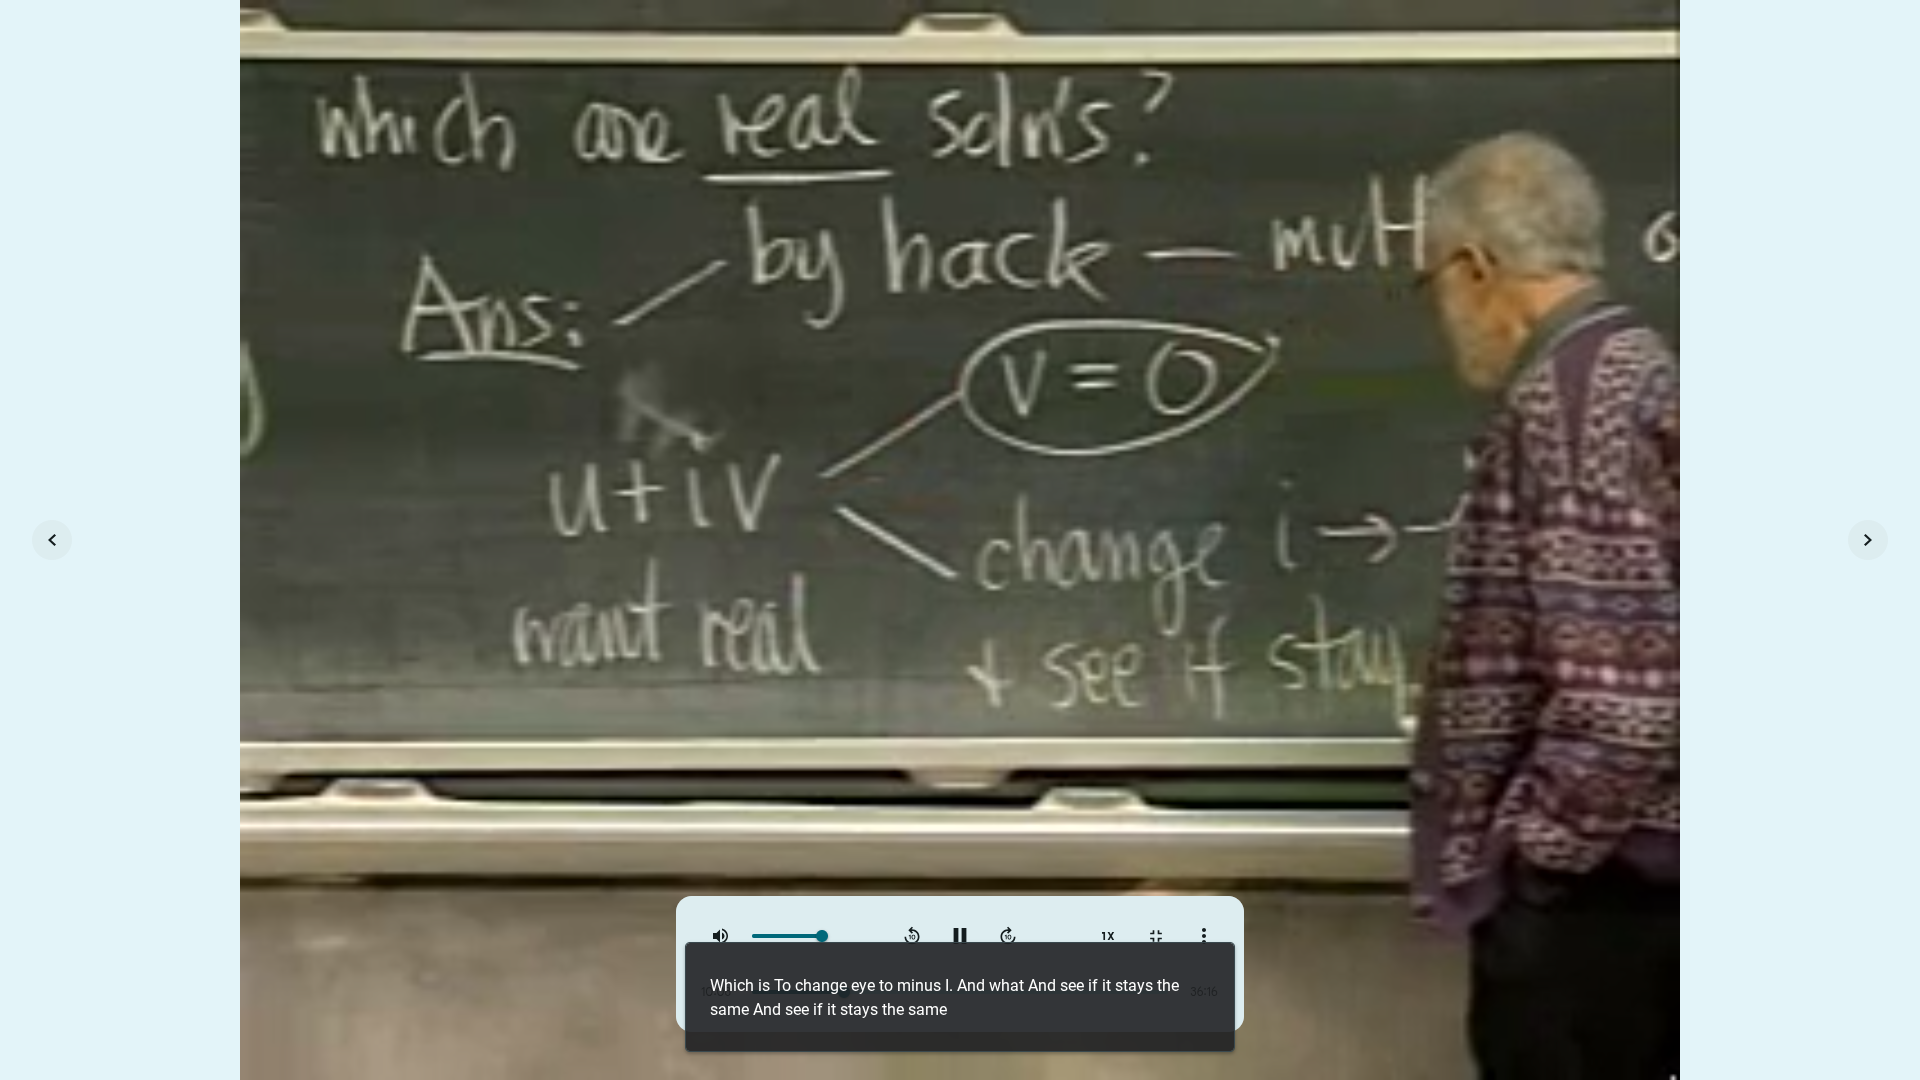 which are real soln's?
by hack — mu
Ans:
v = 0
u + iv
change i → -
want real
+ see if stay
1X
Which is To change eye to minus I. And what And see if it stays the
same And see if it stays the same
36:16